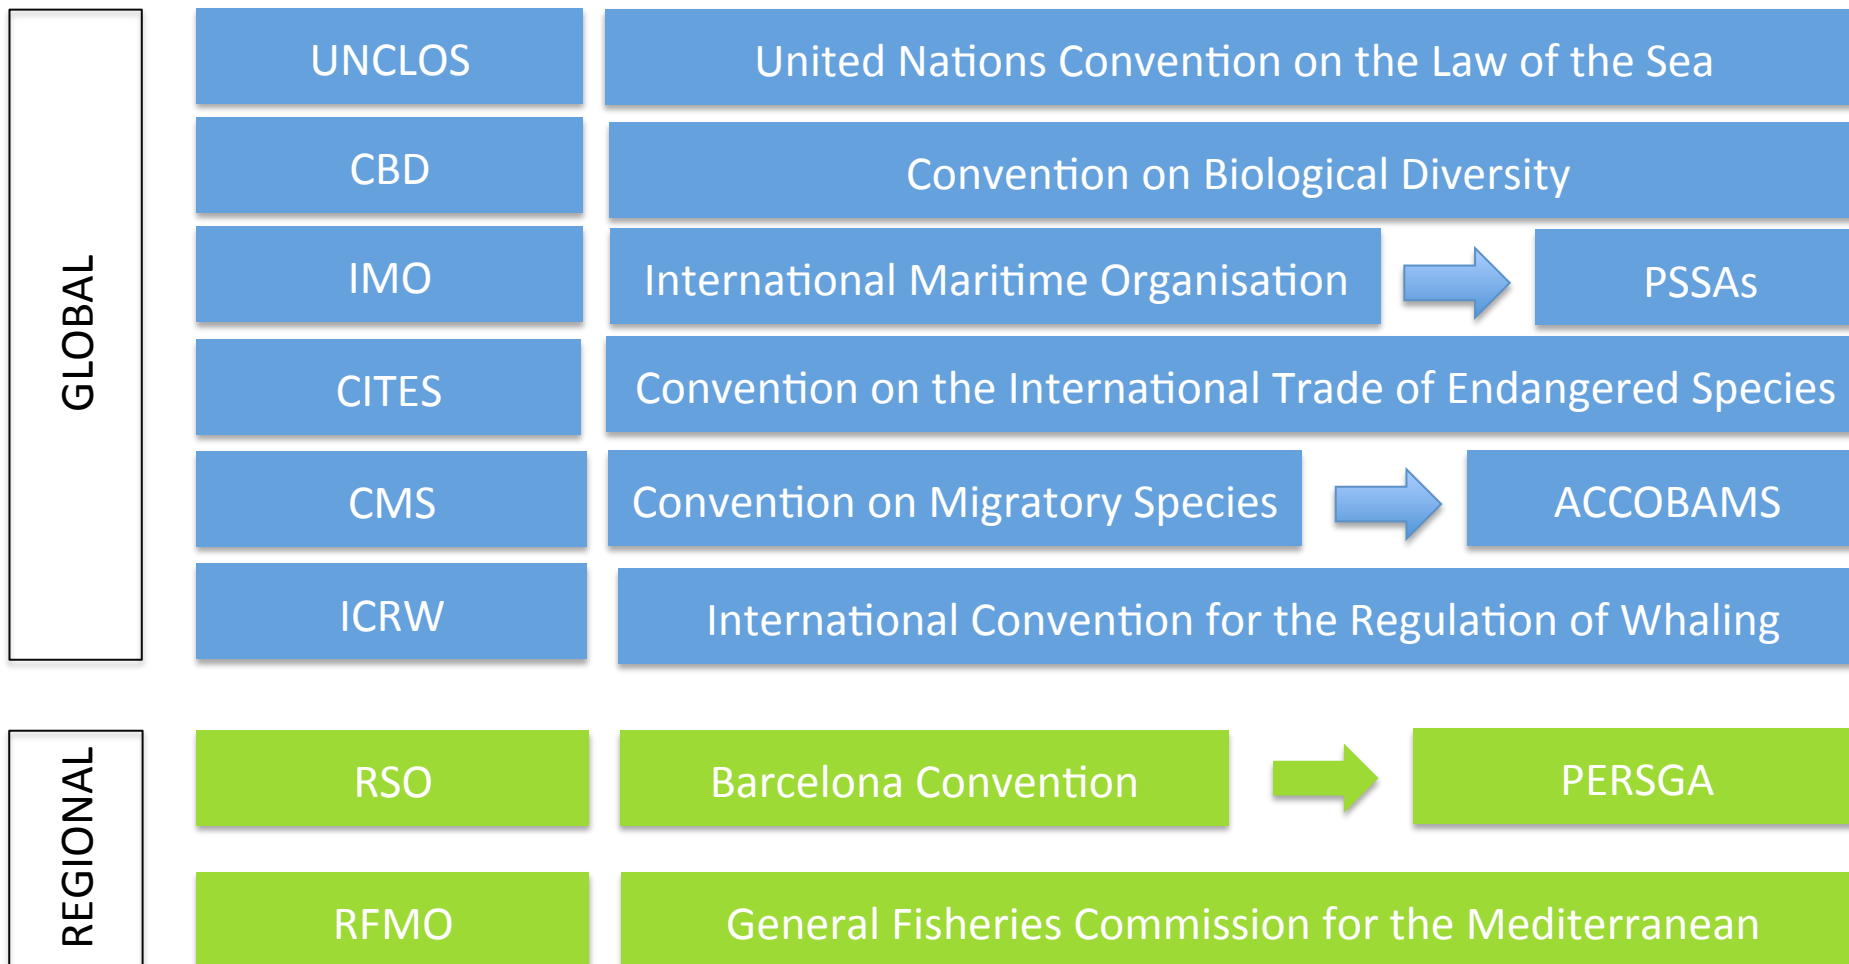 GLOBAL
UNCLOS
United Nations Convention on the Law of the Sea
CBD
Convention on Biological Diversity
IMO
International Maritime Organisation
PSSAs
CITES
Convention on the International Trade of Endangered Species
CMS
Convention on Migratory Species
ACCOBAMS
ICRW
International Convention for the Regulation of Whaling
REGIONAL
RSO
Barcelona Convention
PERSGA
RFMO
General Fisheries Commission for the Mediterranean